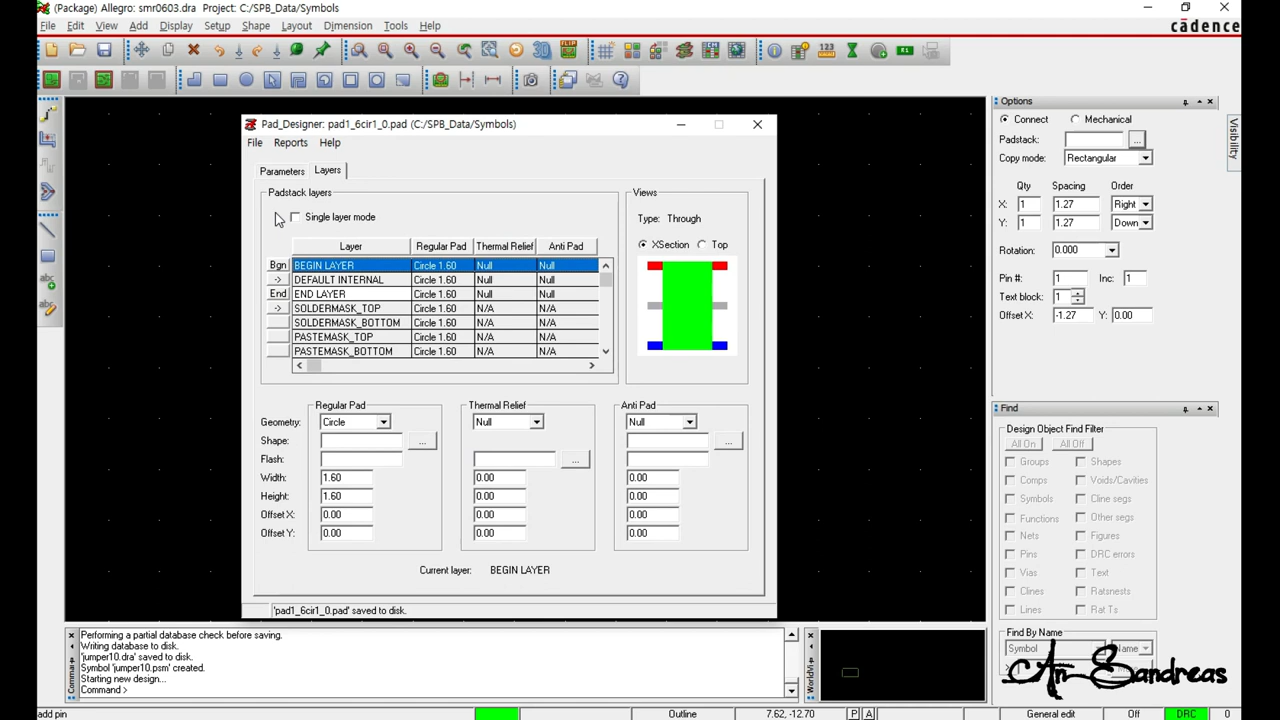 (Package) Allegro: smr0603.dra Project: C:/SPB_Data/Symbols
File Edit View Add Display Setup Shape Layout Dimension Tools Help
cādence
Pad_Designer: pad1_6cir1_0.pad (C:/SPB_Data/Symbols)
File Reports Help
Parameters Layers
Padstack layers
Single layer mode
Layer Regular Pad Thermal Relief Anti Pad
Bgn BEGIN LAYER Circle 1.60 Null Null
-> DEFAULT INTERNAL Circle 1.60 Null Null
End END LAYER Circle 1.60 Null Null
-> SOLDERMASK_TOP Circle 1.60 N/A N/A
SOLDERMASK_BOTTOM Circle 1.60 N/A N/A
PASTEMASK_TOP Circle 1.60 N/A N/A
PASTEMASK_BOTTOM Circle 1.60 N/A N/A
Views
Type: Through
XSection Top
Regular Pad Thermal Relief Anti Pad
Geometry: Circle Null Null
Shape: ... ...
Flash: ...
Width: 1.60 0.00 0.00
Height: 1.60 0.00 0.00
Offset X: 0.00 0.00 0.00
Offset Y: 0.00 0.00 0.00
Current layer: BEGIN LAYER
'pad1_6cir1_0.pad' saved to disk.
Options
Connect Mechanical
Padstack: ...
Copy mode: Rectangular
Qty Spacing Order
X: 1 1.27 Right
Y: 1 1.27 Down
Rotation: 0.000
Pin #: 1 Inc: 1
Text block: 1
Offset X: -1.27 Y: 0.00
Visibility
Find
Design Object Find Filter
All On All Off
Groups Shapes
Comps Voids/Cavities
Symbols Cline segs
Functions Other segs
Nets Figures
Pins DRC errors
Vias Text
Clines Ratsnests
Lines Rat Ts
Find By Name
Symbol Name
An Sandreas
Performing a partial database check before saving.
Writing database to disk.
'jumper10.dra' saved to disk.
Symbol 'jumper10.psm' created.
Starting new design...
Command >
Comman
WorldVi
add pin Outline 7.62, -12.70 P A General edit Off DRC 0